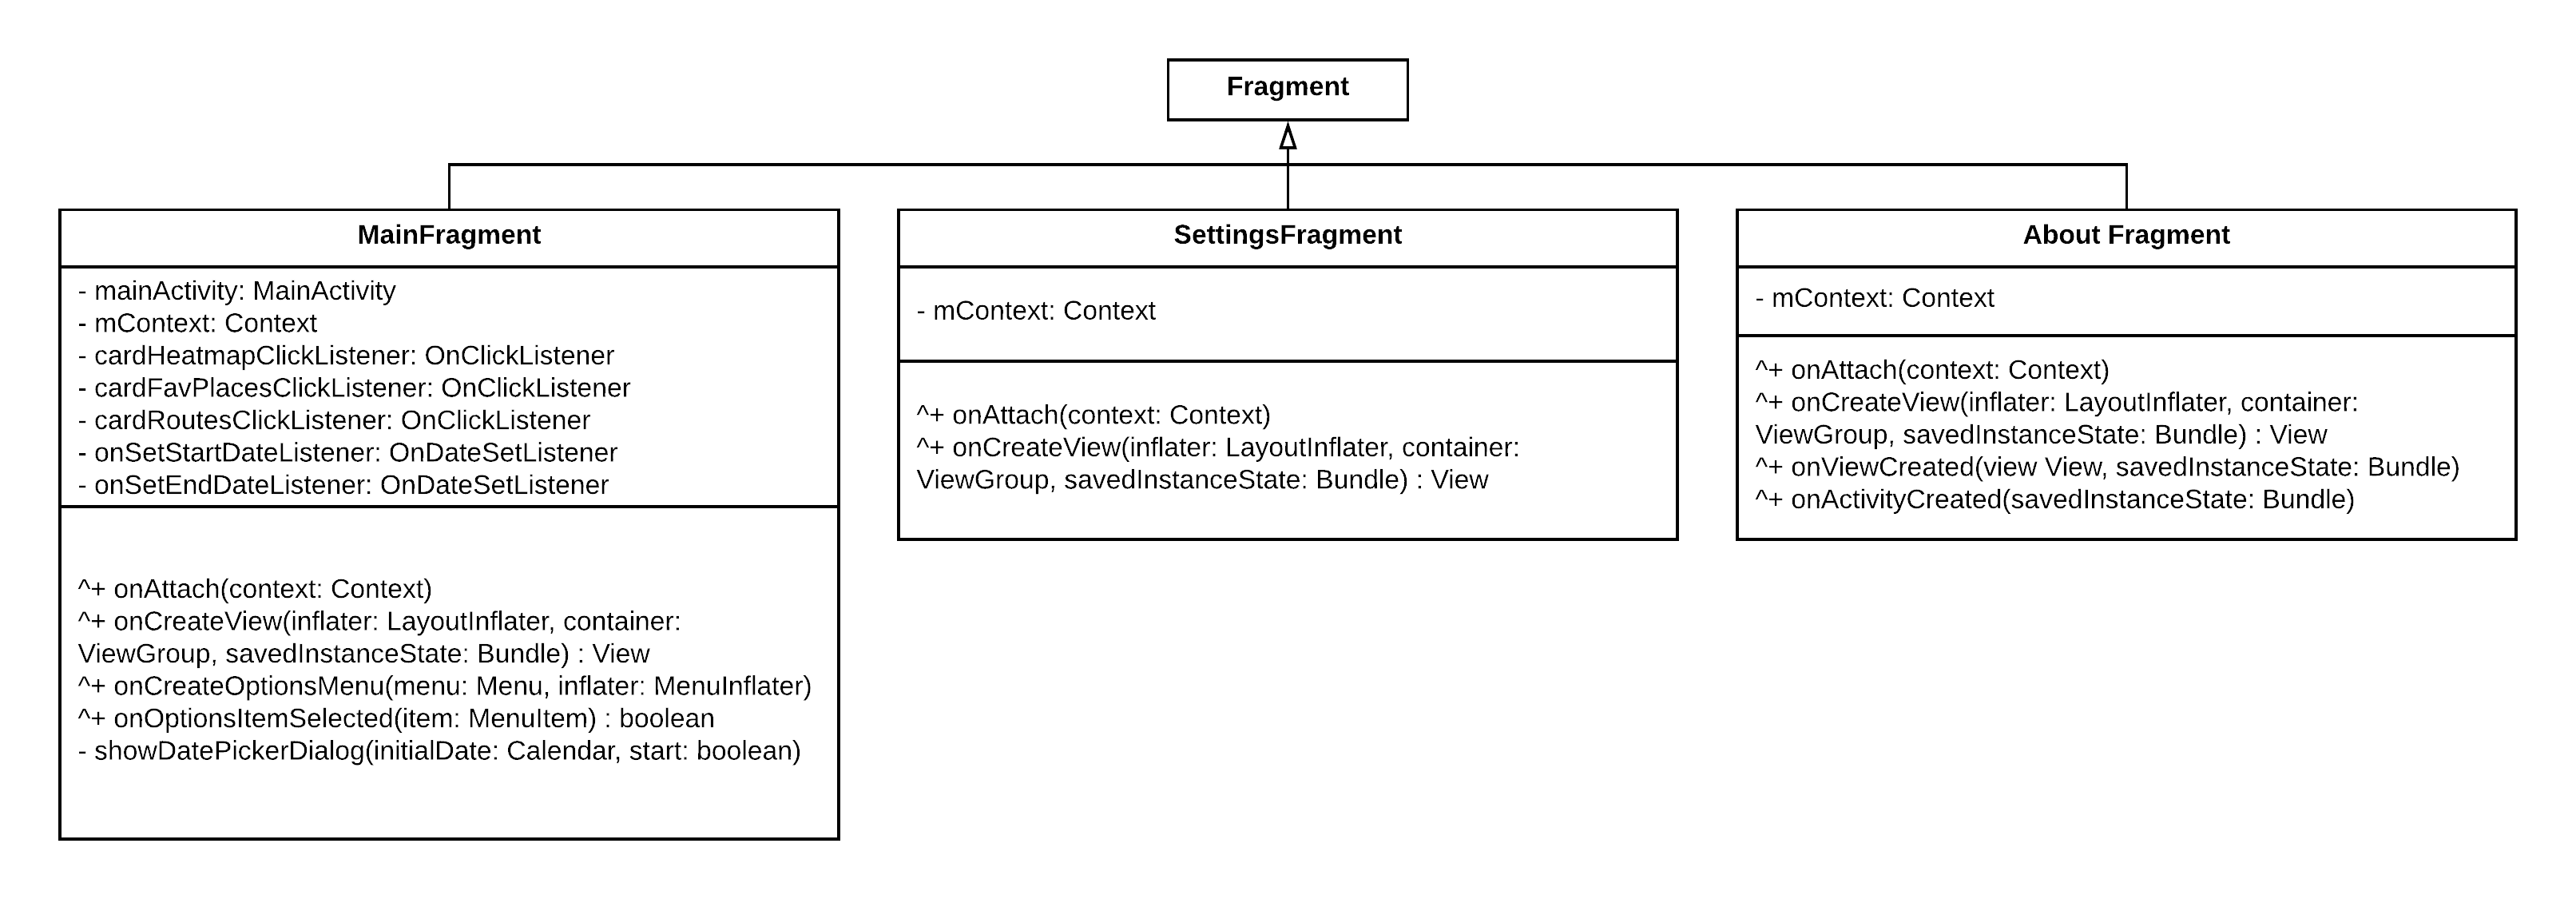 Fragment
MainFragment
- mainActivity: MainActivity
- mContext: Context
- cardHeatmapClickListener: OnClickListener
- cardFavPlacesClickListener: OnClickListener
- cardRoutesClickListener: OnClickListener
- onSetStartDateListener: OnDateSetListener
- onSetEndDateListener: OnDateSetListener
^+ onAttach(context: Context)
^+ onCreateView(inflater: LayoutInflater, container:
ViewGroup, savedInstanceState: Bundle) : View
^+ onCreateOptionsMenu(menu: Menu, inflater: MenuInflater)
^+ onOptionsItemSelected(item: MenuItem) : boolean
- showDatePickerDialog(initialDate: Calendar, start: boolean)
SettingsFragment
- mContext: Context
^+ onAttach(context: Context)
^+ onCreateView(inflater: LayoutInflater, container:
ViewGroup, savedInstanceState: Bundle) : View
About Fragment
- mContext: Context
^+ onAttach(context: Context)
^+ onCreateView(inflater: LayoutInflater, container:
ViewGroup, savedInstanceState: Bundle) : View
^+ onViewCreated(view View, savedInstanceState: Bundle)
^+ onActivityCreated(savedInstanceState: Bundle)